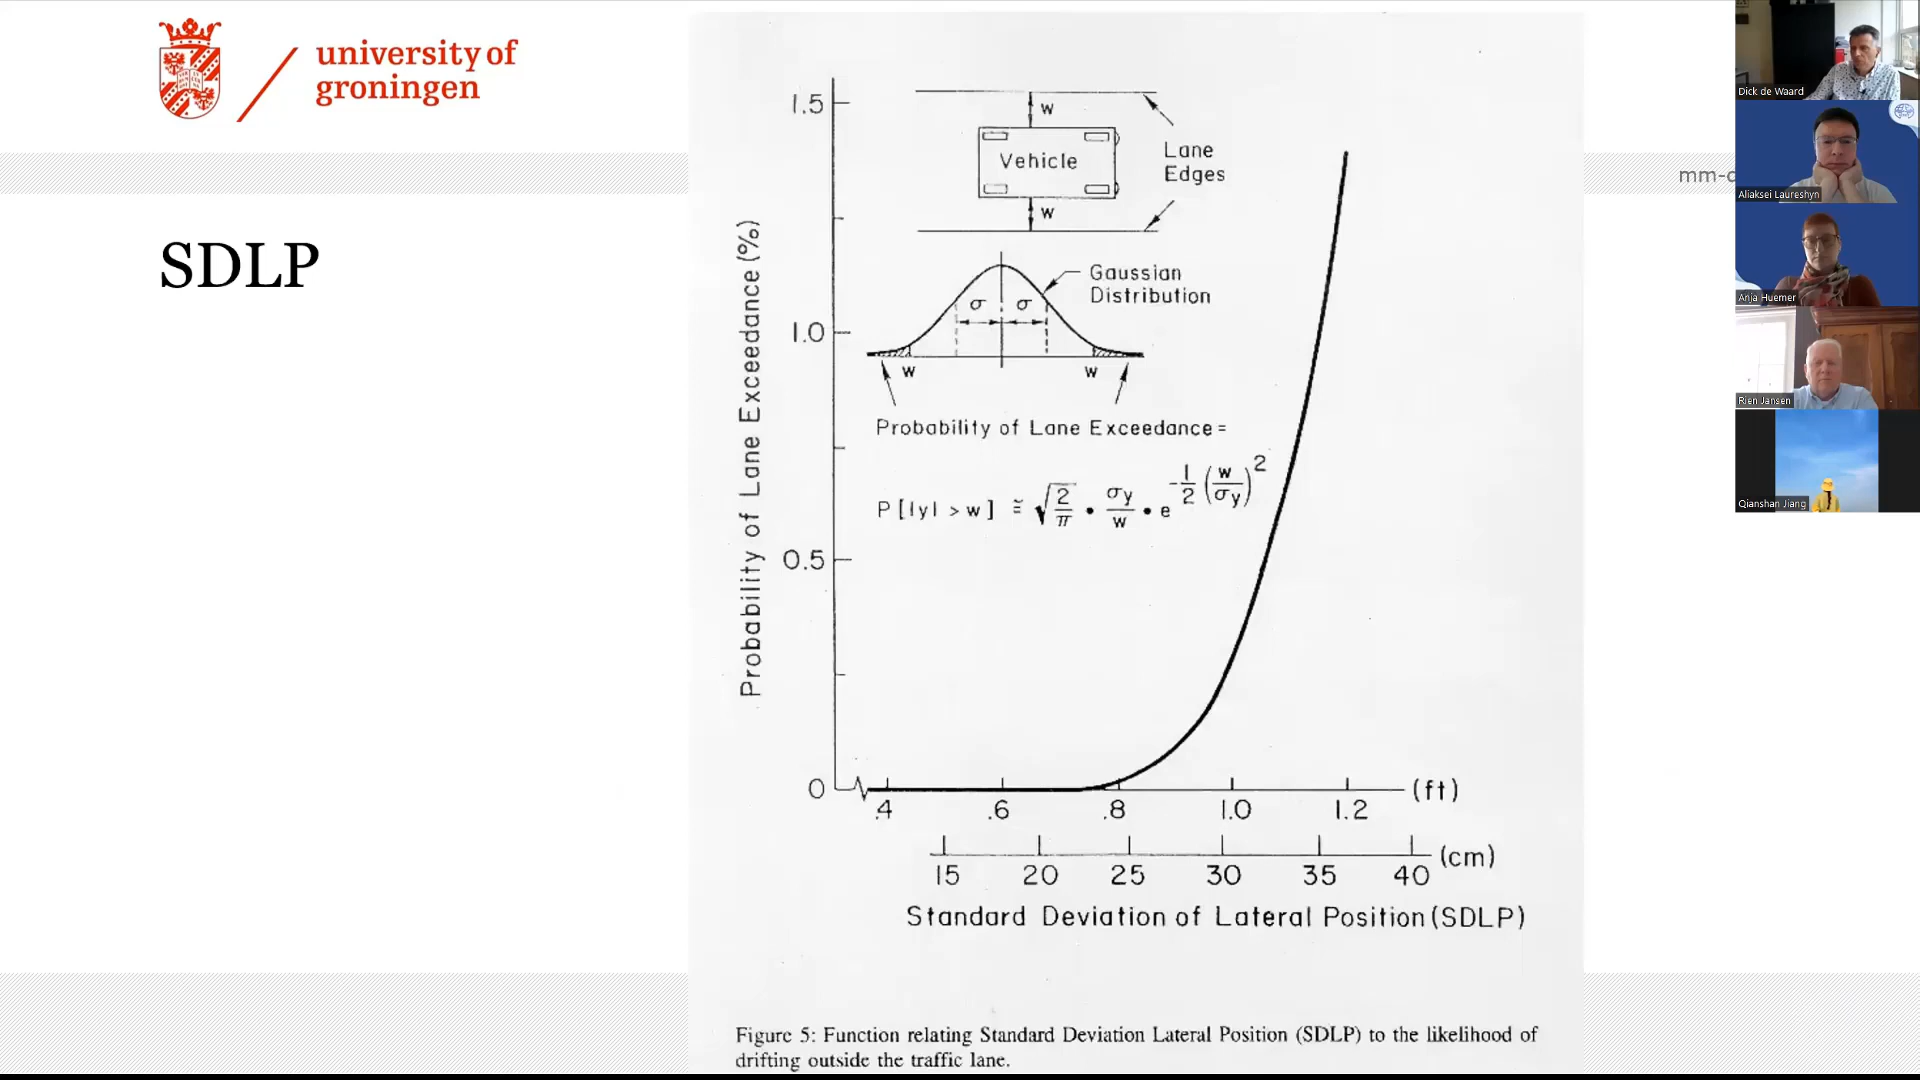 university of
groningen
SDLP
1.5
1.0
0.5
0
Probability of Lane Exceedance (%)
w
Vehicle
w
Lane
Edges
Gaussian
Distribution
σ σ
w w
Probability of Lane Exceedance =
P [|y| > w] ≅ √2/π • σy/w • e -1/2 (w/σy)2
.4 .6 .8 1.0 1.2 (ft)
15 20 25 30 35 40 (cm)
Standard Deviation of Lateral Position (SDLP)
Figure 5: Function relating Standard Deviation Lateral Position (SDLP) to the likelihood of
drifting outside the traffic lane.
Dick de Waard
Aliaksei Laureshyn
Anja Huemer
Rien Jansen
Qianshan Jiang